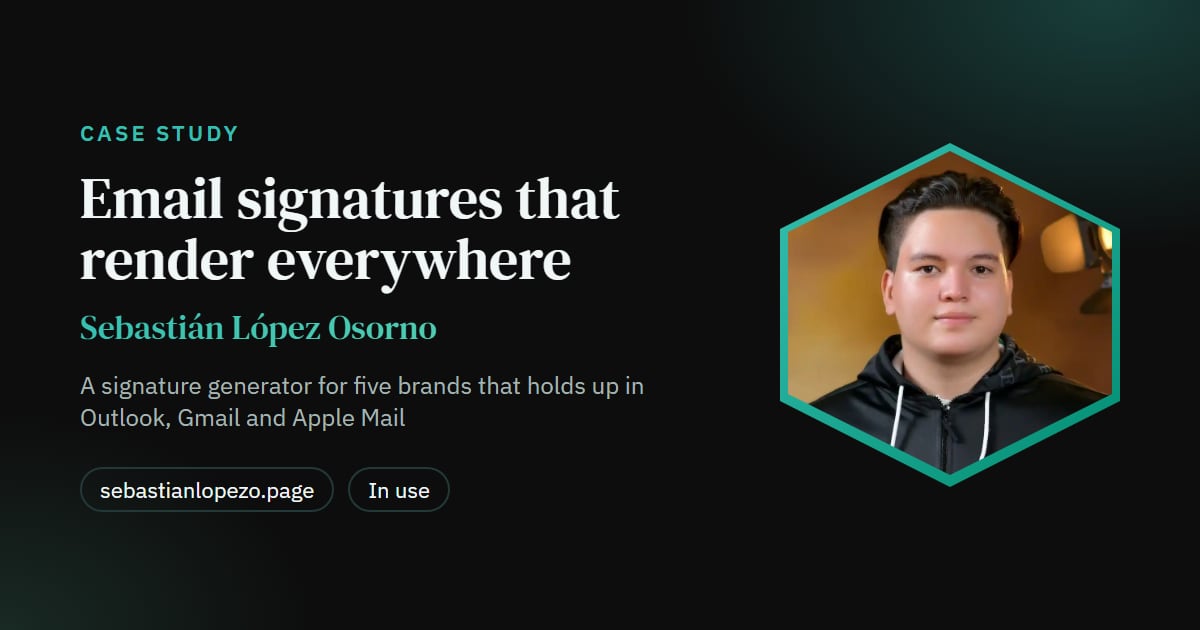 CASE STUDY
Email signatures that
render everywhere
Sebastián López Osorno
A signature generator for five brands that holds up in
Outlook, Gmail and Apple Mail
sebastianlopezo.page
In use